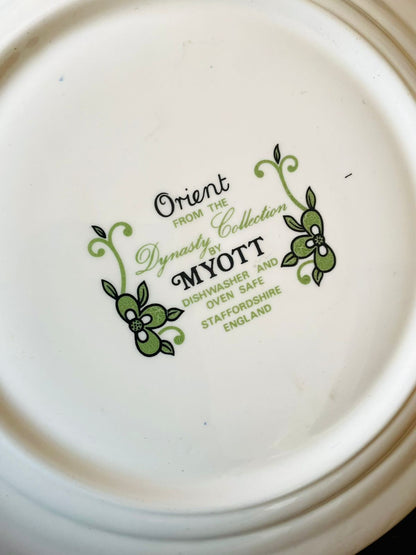 Orient
FROM THE
Dynasty Collection
BY
MYOTT
DISHWASHER AND
OVEN SAFE
STAFFORDSHIRE
ENGLAND